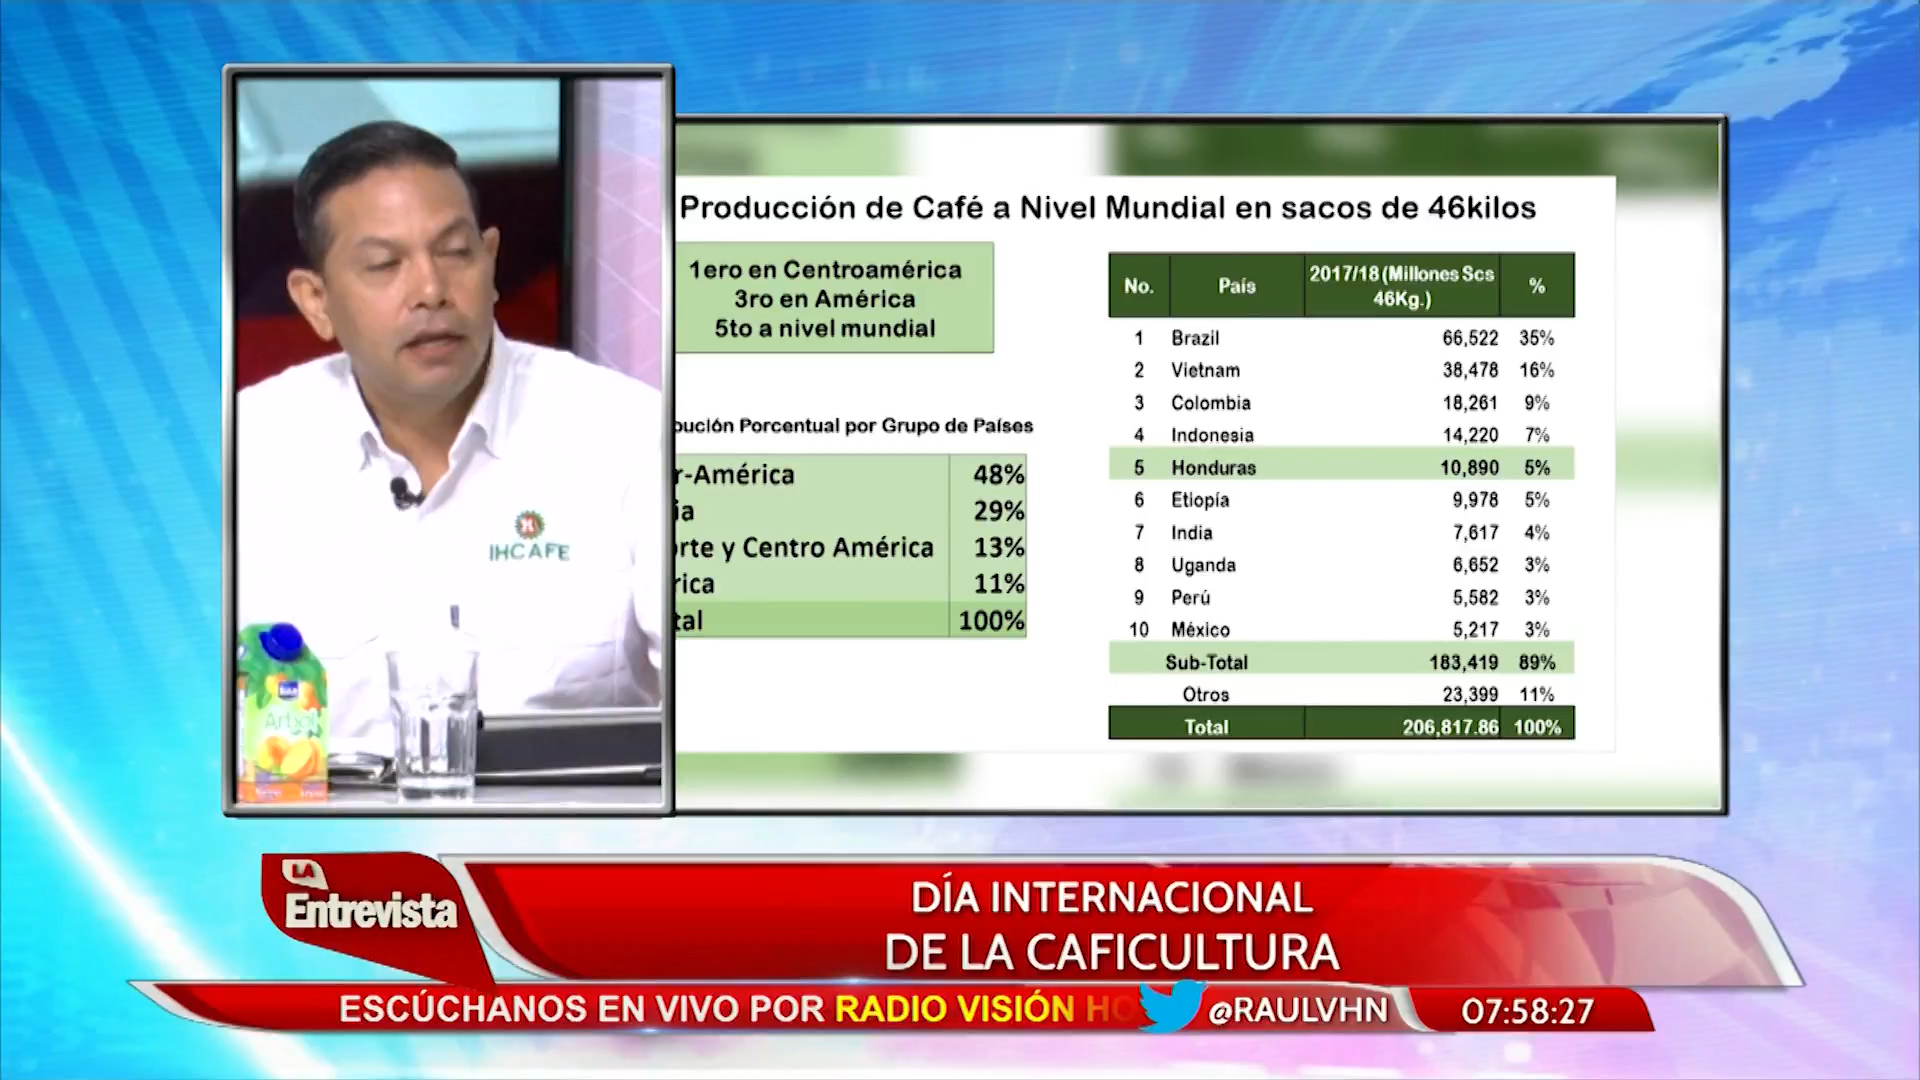 Producción de Café a Nivel Mundial en sacos de 46kilos
1ero en Centroamérica
3ro en América
5to a nivel mundial
bución Porcentual por Grupo de Países
r-América 48%
ia 29%
orte y Centro América 13%
rica 11%
tal 100%
No. País 2017/18 (Millones Scs 46Kg.) %
1 Brazil 66,522 35%
2 Vietnam 38,478 16%
3 Colombia 18,261 9%
4 Indonesia 14,220 7%
5 Honduras 10,890 5%
6 Etiopía 9,978 5%
7 India 7,617 4%
8 Uganda 6,652 3%
9 Perú 5,582 3%
10 México 5,217 3%
Sub-Total 183,419 89%
Otros 23,399 11%
Total 206,817.86 100%
IHCAFE
Arbol
LA
Entrevista
DÍA INTERNACIONAL
DE LA CAFICULTURA
ESCÚCHANOS EN VIVO POR RADIO VISIÓN HO
@RAULVHN
07:58:27